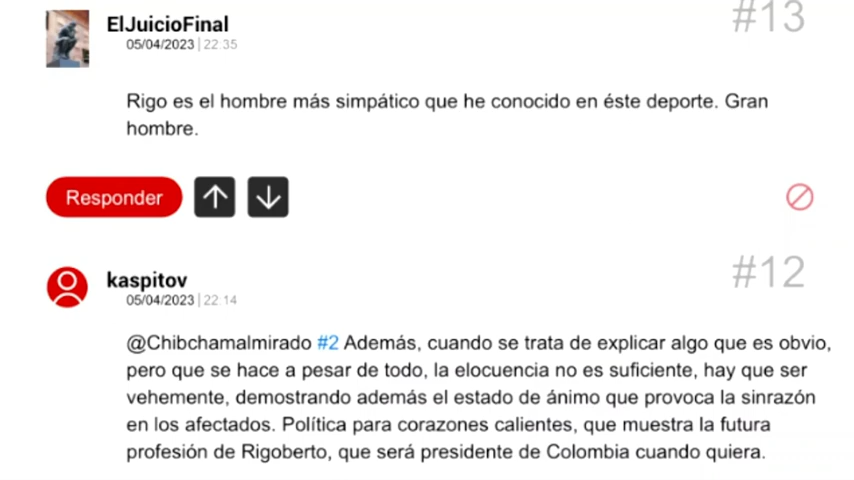 #13
ElJuicioFinal
05/04/2023 | 22:35
Rigo es el hombre más simpático que he conocido en éste deporte. Gran
hombre.
Responder
#12
kaspitov
05/04/2023 | 22:14
@Chibchamalmirado #2 Además, cuando se trata de explicar algo que es obvio,
pero que se hace a pesar de todo, la elocuencia no es suficiente, hay que ser
vehemente, demostrando además el estado de ánimo que provoca la sinrazón
en los afectados. Política para corazones calientes, que muestra la futura
profesión de Rigoberto, que será presidente de Colombia cuando quiera.